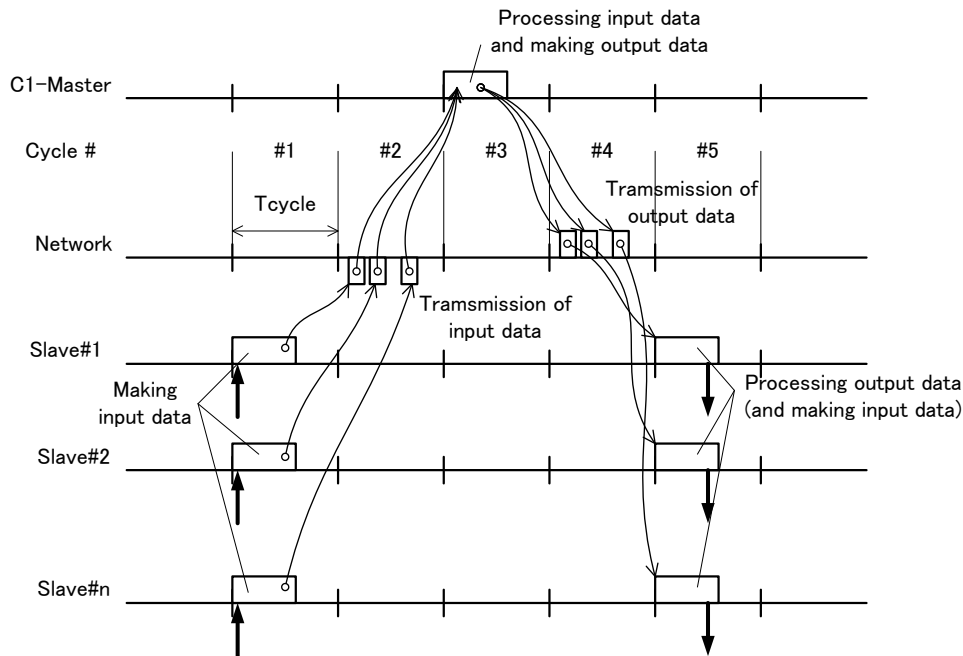 Processing input data
and making output data
C1-Master
Cycle #
#1
#2
#3
#4
#5
Tcycle
Tramsmission of
output data
Network
Tramsmission of
input data
Slave#1
Making
input data
Processing output data
(and making input data)
Slave#2
Slave#n